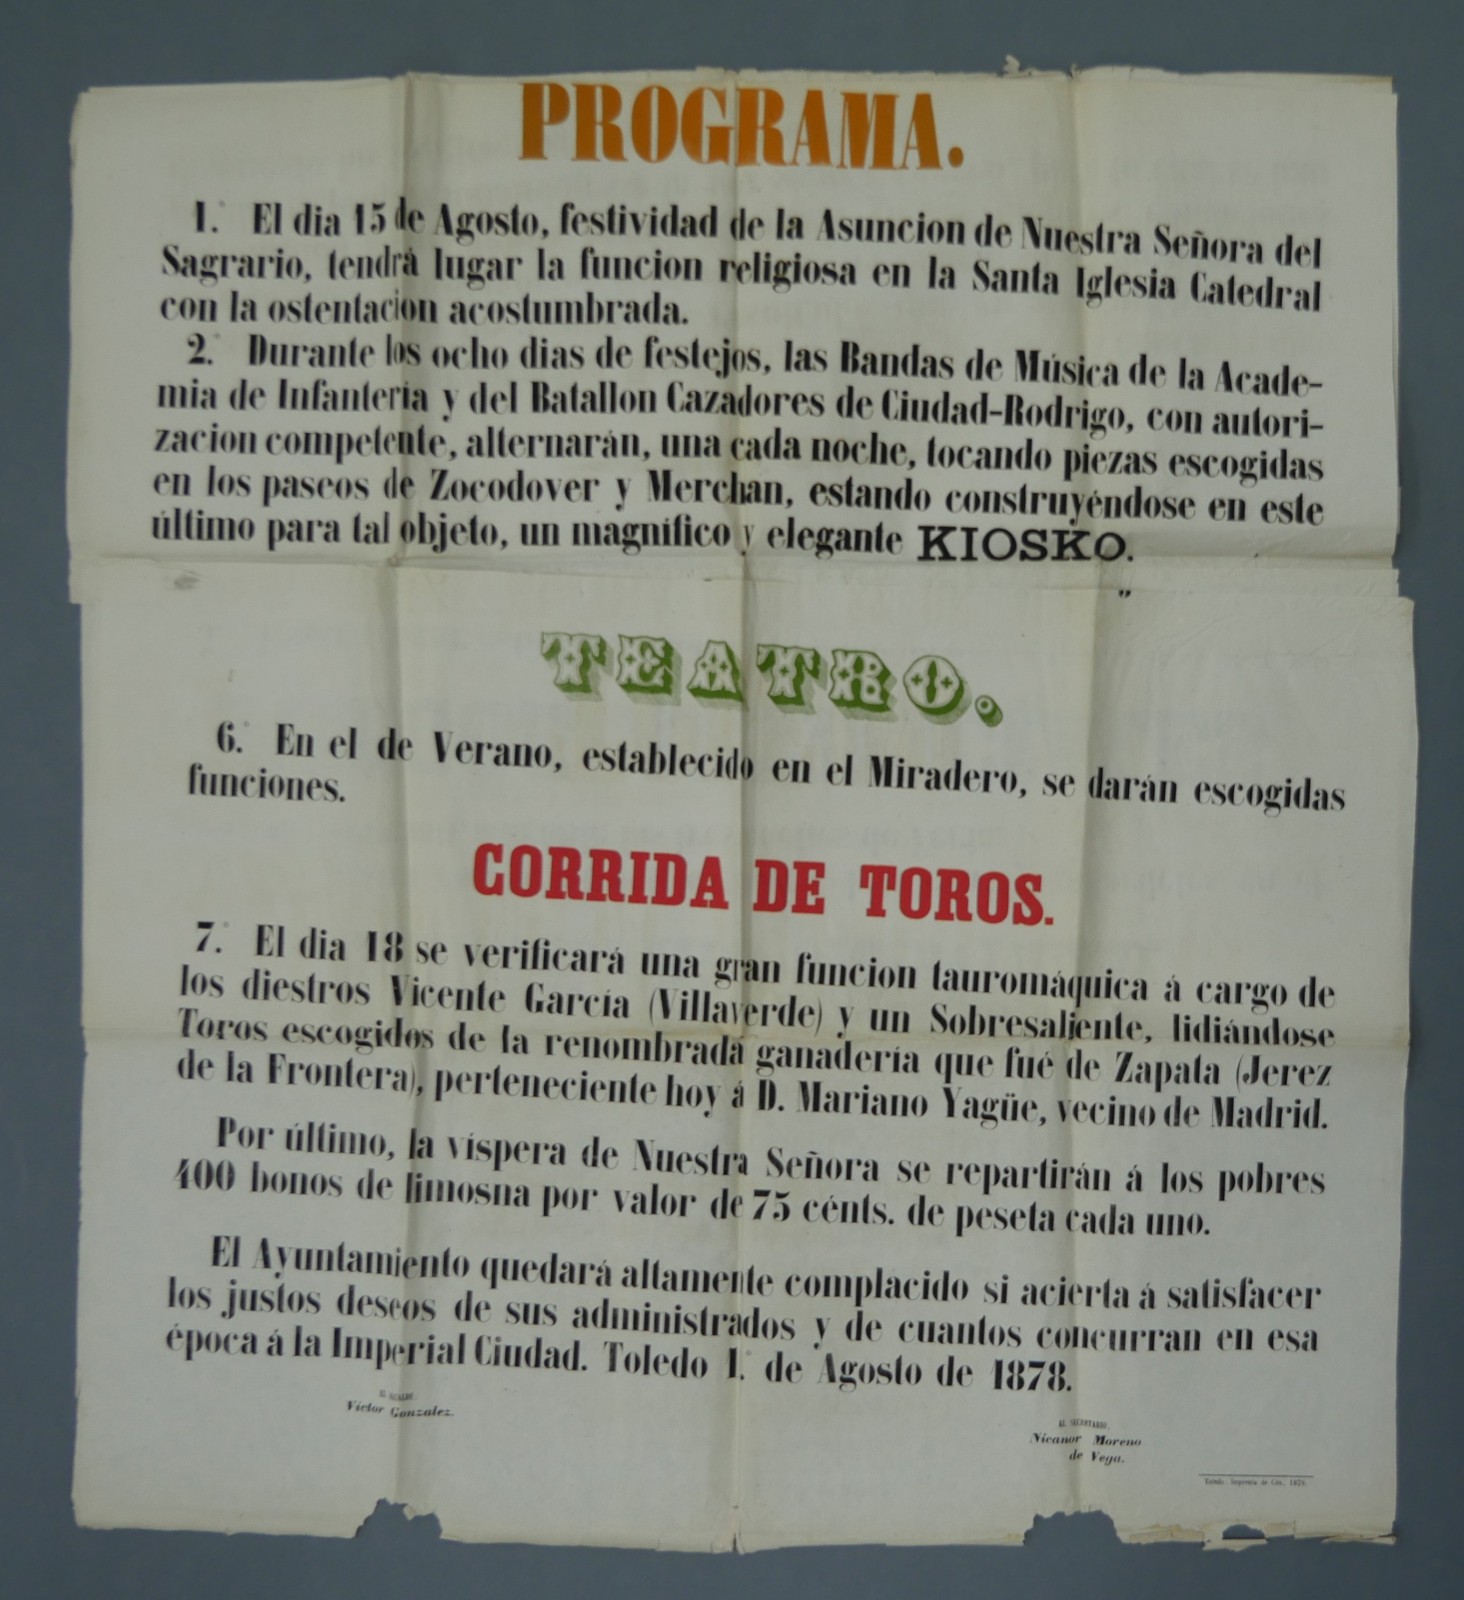 PROGRAMA.
1.° El dia 15 de Agosto, festividad de la Asuncion de Nuestra Señora del
Sagrario, tendrá lugar la funcion religiosa en la Santa Iglesia Catedral
con la ostentacion acostumbrada.
2.° Durante los ocho dias de festejos, las Bandas de Música de la Acade-
mia de Infantería y del Batallon Cazadores de Ciudad-Rodrigo, con autori-
zacion competente, alternarán, una cada noche, tocando piezas escogidas
en los paseos de Zocodover y Merchan, estando construyéndose en este
último para tal objeto, un magnífico y elegante KIOSKO.
TEATRO.
6.° En el de Verano, establecido en el Miradero, se darán escogidas
funciones.
CORRIDA DE TOROS.
7.° El dia 18 se verificará una gran funcion tauromáquica á cargo de
los diestros Vicente García (Villaverde) y un Sobresaliente, lidiándose
Toros escogidos de la renombrada ganadería que fué de Zapata (Jerez
de la Frontera), perteneciente hoy á D. Mariano Yagüe, vecino de Madrid.
Por último, la víspera de Nuestra Señora se repartirán á los pobres
400 bonos de limosna por valor de 75 cénts. de peseta cada uno.
El Ayuntamiento quedará altamente complacido si acierta á satisfacer
los justos deseos de sus administrados y de cuantos concurran en esa
época á la Imperial Ciudad. Toledo 1.° de Agosto de 1878.
EL ALCALDE,
Victor Gonzalez.
EL SECRETARIO,
Nicanor Moreno
de Vega.
Toledo. Imprenta de Cea, 1878.